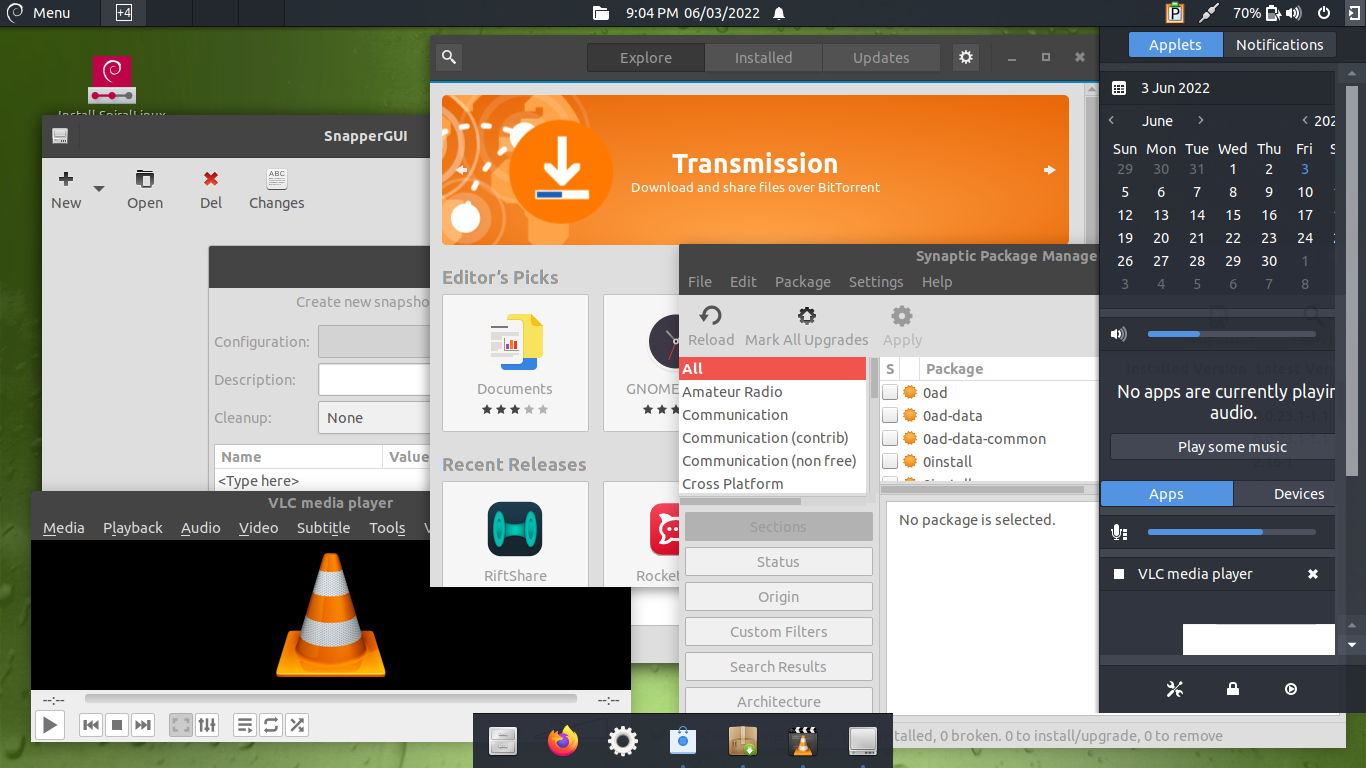 Menu
+4
9:04 PM 06/03/2022
P
70%
Install SpiralLinux
SnapperGUI
New
Open
Del
ABC
Changes
Create new snapsho
Configuration:
Description:
Cleanup:
None
Name
Value
<Type here>
VLC media player
Media Playback Audio Video Subtitle Tools V
--:--
--:--
Explore
Installed
Updates
Transmission
Download and share files over BitTorrent
Editor's Picks
Documents
GNOME
Recent Releases
RiftShare
Rocket
Synaptic Package Manage
File Edit Package Settings Help
Reload
Mark All Upgrades
Apply
All
Amateur Radio
Communication
Communication (contrib)
Communication (non free)
Cross Platform
S
Package
0ad
0ad-data
0ad-data-common
0install
Sections
Status
Origin
Custom Filters
Search Results
Architecture
No package is selected.
talled, 0 broken. 0 to install/upgrade, 0 to remove
Applets
Notifications
3 Jun 2022
June
202
Sun Mon Tue Wed Thu Fri S
29 30 31 1 2 3
5 6 7 8 9 10
12 13 14 15 16 17
19 20 21 22 23 24
26 27 28 29 30 1
3 4 5 6 7 8
Installed Version
Latest Ver
No apps are currently playin
audio.
Play some music
Apps
Devices
VLC media player